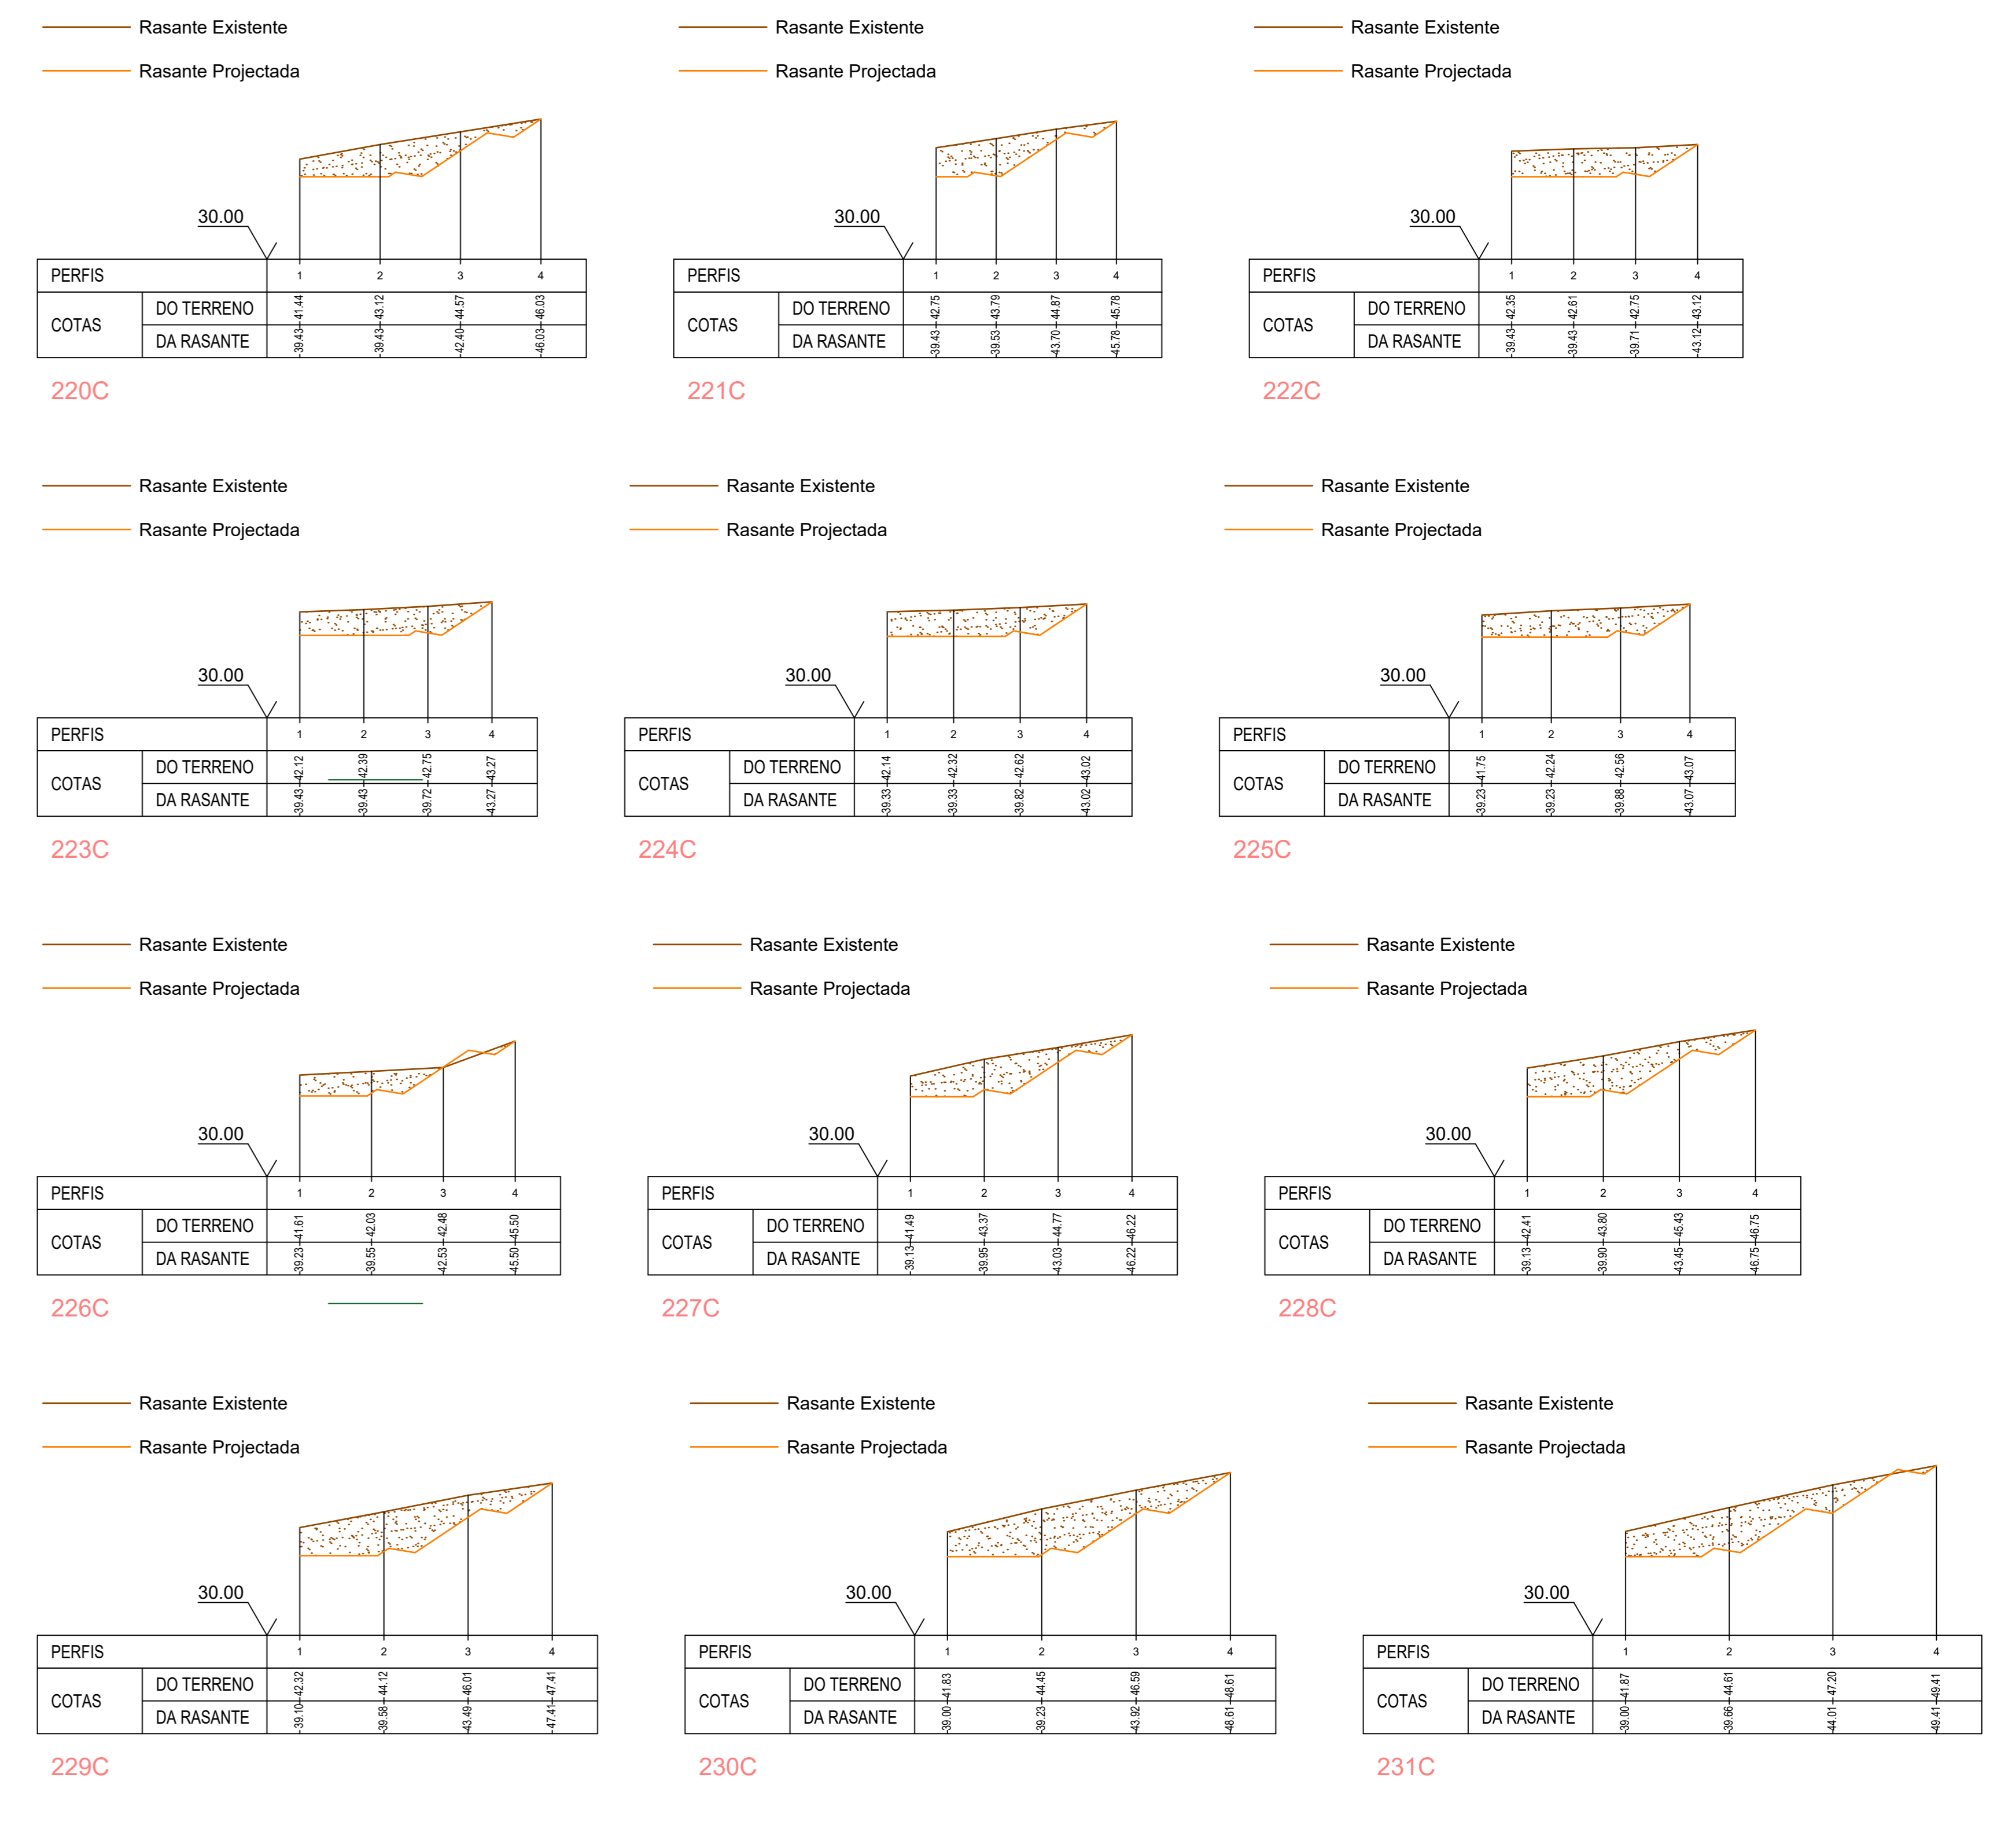 Rasante Existente
Rasante Projectada
30.00
PERFIS 1 2 3 4
COTAS
DO TERRENO 41.44 43.12 44.57 46.03
DA RASANTE 39.43 39.43 42.40 46.03
220C
Rasante Existente
Rasante Projectada
30.00
PERFIS 1 2 3 4
COTAS
DO TERRENO 42.75 43.79 44.87 45.78
DA RASANTE 39.43 39.53 43.70 45.78
221C
Rasante Existente
Rasante Projectada
30.00
PERFIS 1 2 3 4
COTAS
DO TERRENO 42.35 42.61 42.75 43.12
DA RASANTE 39.43 39.43 39.71 43.12
222C
Rasante Existente
Rasante Projectada
30.00
PERFIS 1 2 3 4
COTAS
DO TERRENO 42.12 42.39 42.75 43.27
DA RASANTE 39.43 39.43 39.72 43.27
223C
Rasante Existente
Rasante Projectada
30.00
PERFIS 1 2 3 4
COTAS
DO TERRENO 42.14 42.32 42.62 43.02
DA RASANTE 39.33 39.33 39.82 43.02
224C
Rasante Existente
Rasante Projectada
30.00
PERFIS 1 2 3 4
COTAS
DO TERRENO 41.75 42.24 42.56 43.07
DA RASANTE 39.23 39.23 39.88 43.07
225C
Rasante Existente
Rasante Projectada
30.00
PERFIS 1 2 3 4
COTAS
DO TERRENO 41.61 42.03 42.48 45.50
DA RASANTE 39.23 39.55 42.53 45.50
226C
Rasante Existente
Rasante Projectada
30.00
PERFIS 1 2 3 4
COTAS
DO TERRENO 41.49 43.37 44.77 46.22
DA RASANTE 39.13 39.95 43.03 46.22
227C
Rasante Existente
Rasante Projectada
30.00
PERFIS 1 2 3 4
COTAS
DO TERRENO 42.41 43.80 45.43 46.75
DA RASANTE 39.13 39.90 43.45 46.75
228C
Rasante Existente
Rasante Projectada
30.00
PERFIS 1 2 3 4
COTAS
DO TERRENO 42.32 44.12 46.01 47.41
DA RASANTE 39.10 39.58 43.49 47.41
229C
Rasante Existente
Rasante Projectada
30.00
PERFIS 1 2 3 4
COTAS
DO TERRENO 41.83 44.45 46.59 48.61
DA RASANTE 39.00 39.23 43.92 48.61
230C
Rasante Existente
Rasante Projectada
30.00
PERFIS 1 2 3 4
COTAS
DO TERRENO 41.87 44.61 47.20 49.41
DA RASANTE 39.00 39.66 44.01 49.41
231C